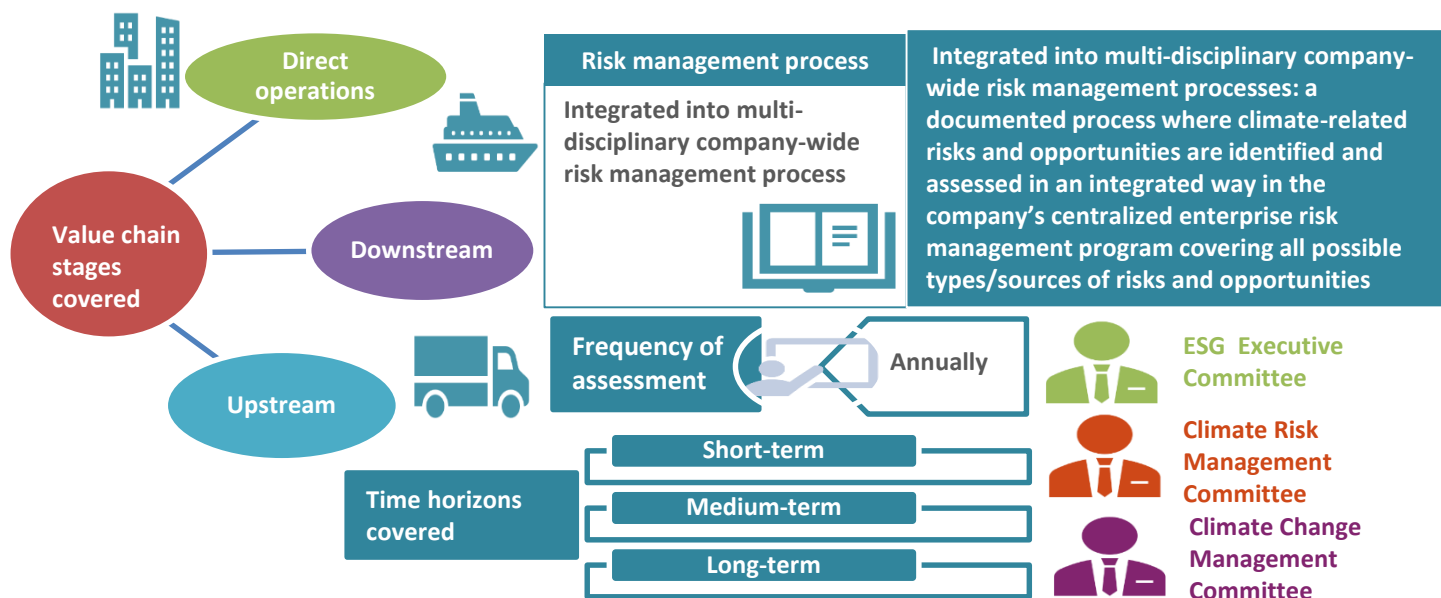 Direct
operations
Value chain
stages
covered
Downstream
Upstream
Risk management process
Integrated into multi-
disciplinary company-wide
risk management process
Integrated into multi-disciplinary company-
wide risk management processes: a
documented process where climate-related
risks and opportunities are identified and
assessed in an integrated way in the
company’s centralized enterprise risk
management program covering all possible
types/sources of risks and opportunities
Frequency of
assessment
Annually
Time horizons
covered
Short-term
Medium-term
Long-term
ESG Executive
Committee
Climate Risk
Management
Committee
Climate Change
Management
Committee